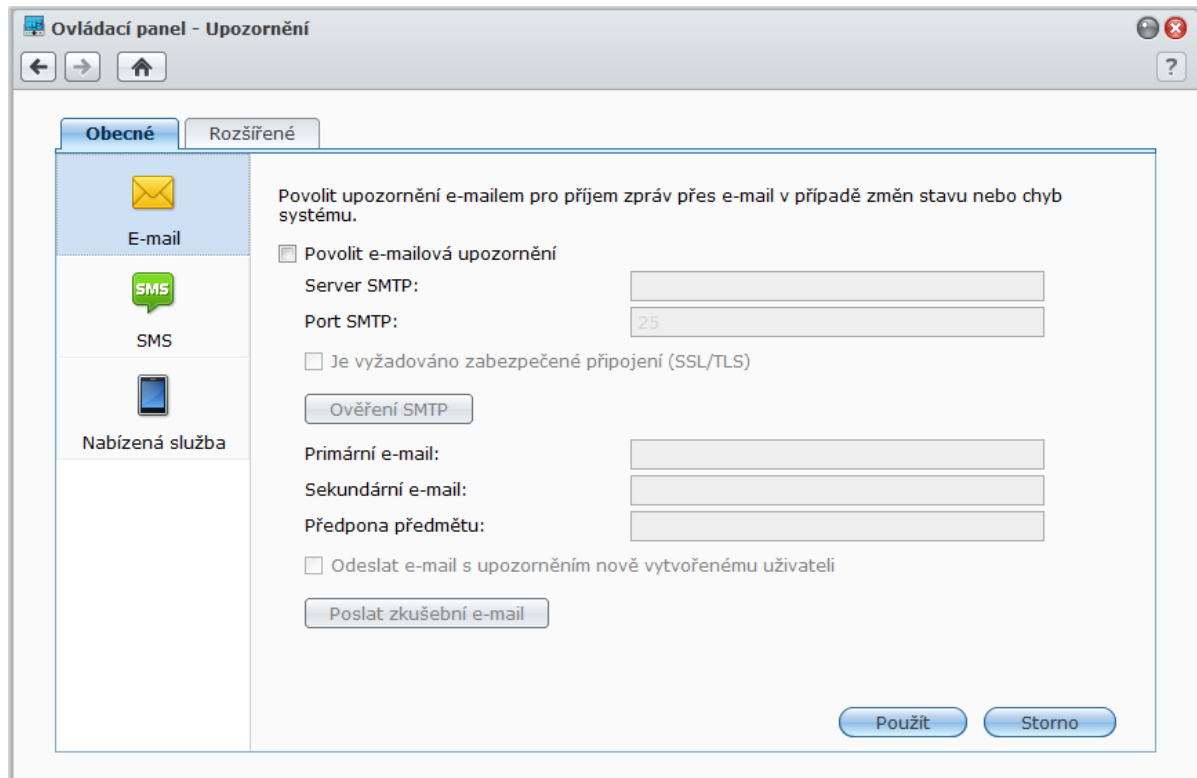 Ovládací panel - Upozornění
?
Obecné
Rozšířené
E-mail
SMS
SMS
Nabízená služba
Povolit upozornění e-mailem pro příjem zpráv přes e-mail v případě změn stavu nebo chyb
systému.
Povolit e-mailová upozornění
Server SMTP:
Port SMTP: 25
Je vyžadováno zabezpečené připojení (SSL/TLS)
Ověření SMTP
Primární e-mail:
Sekundární e-mail:
Předpona předmětu:
Odeslat e-mail s upozorněním nově vytvořenému uživateli
Poslat zkušební e-mail
Použít
Storno